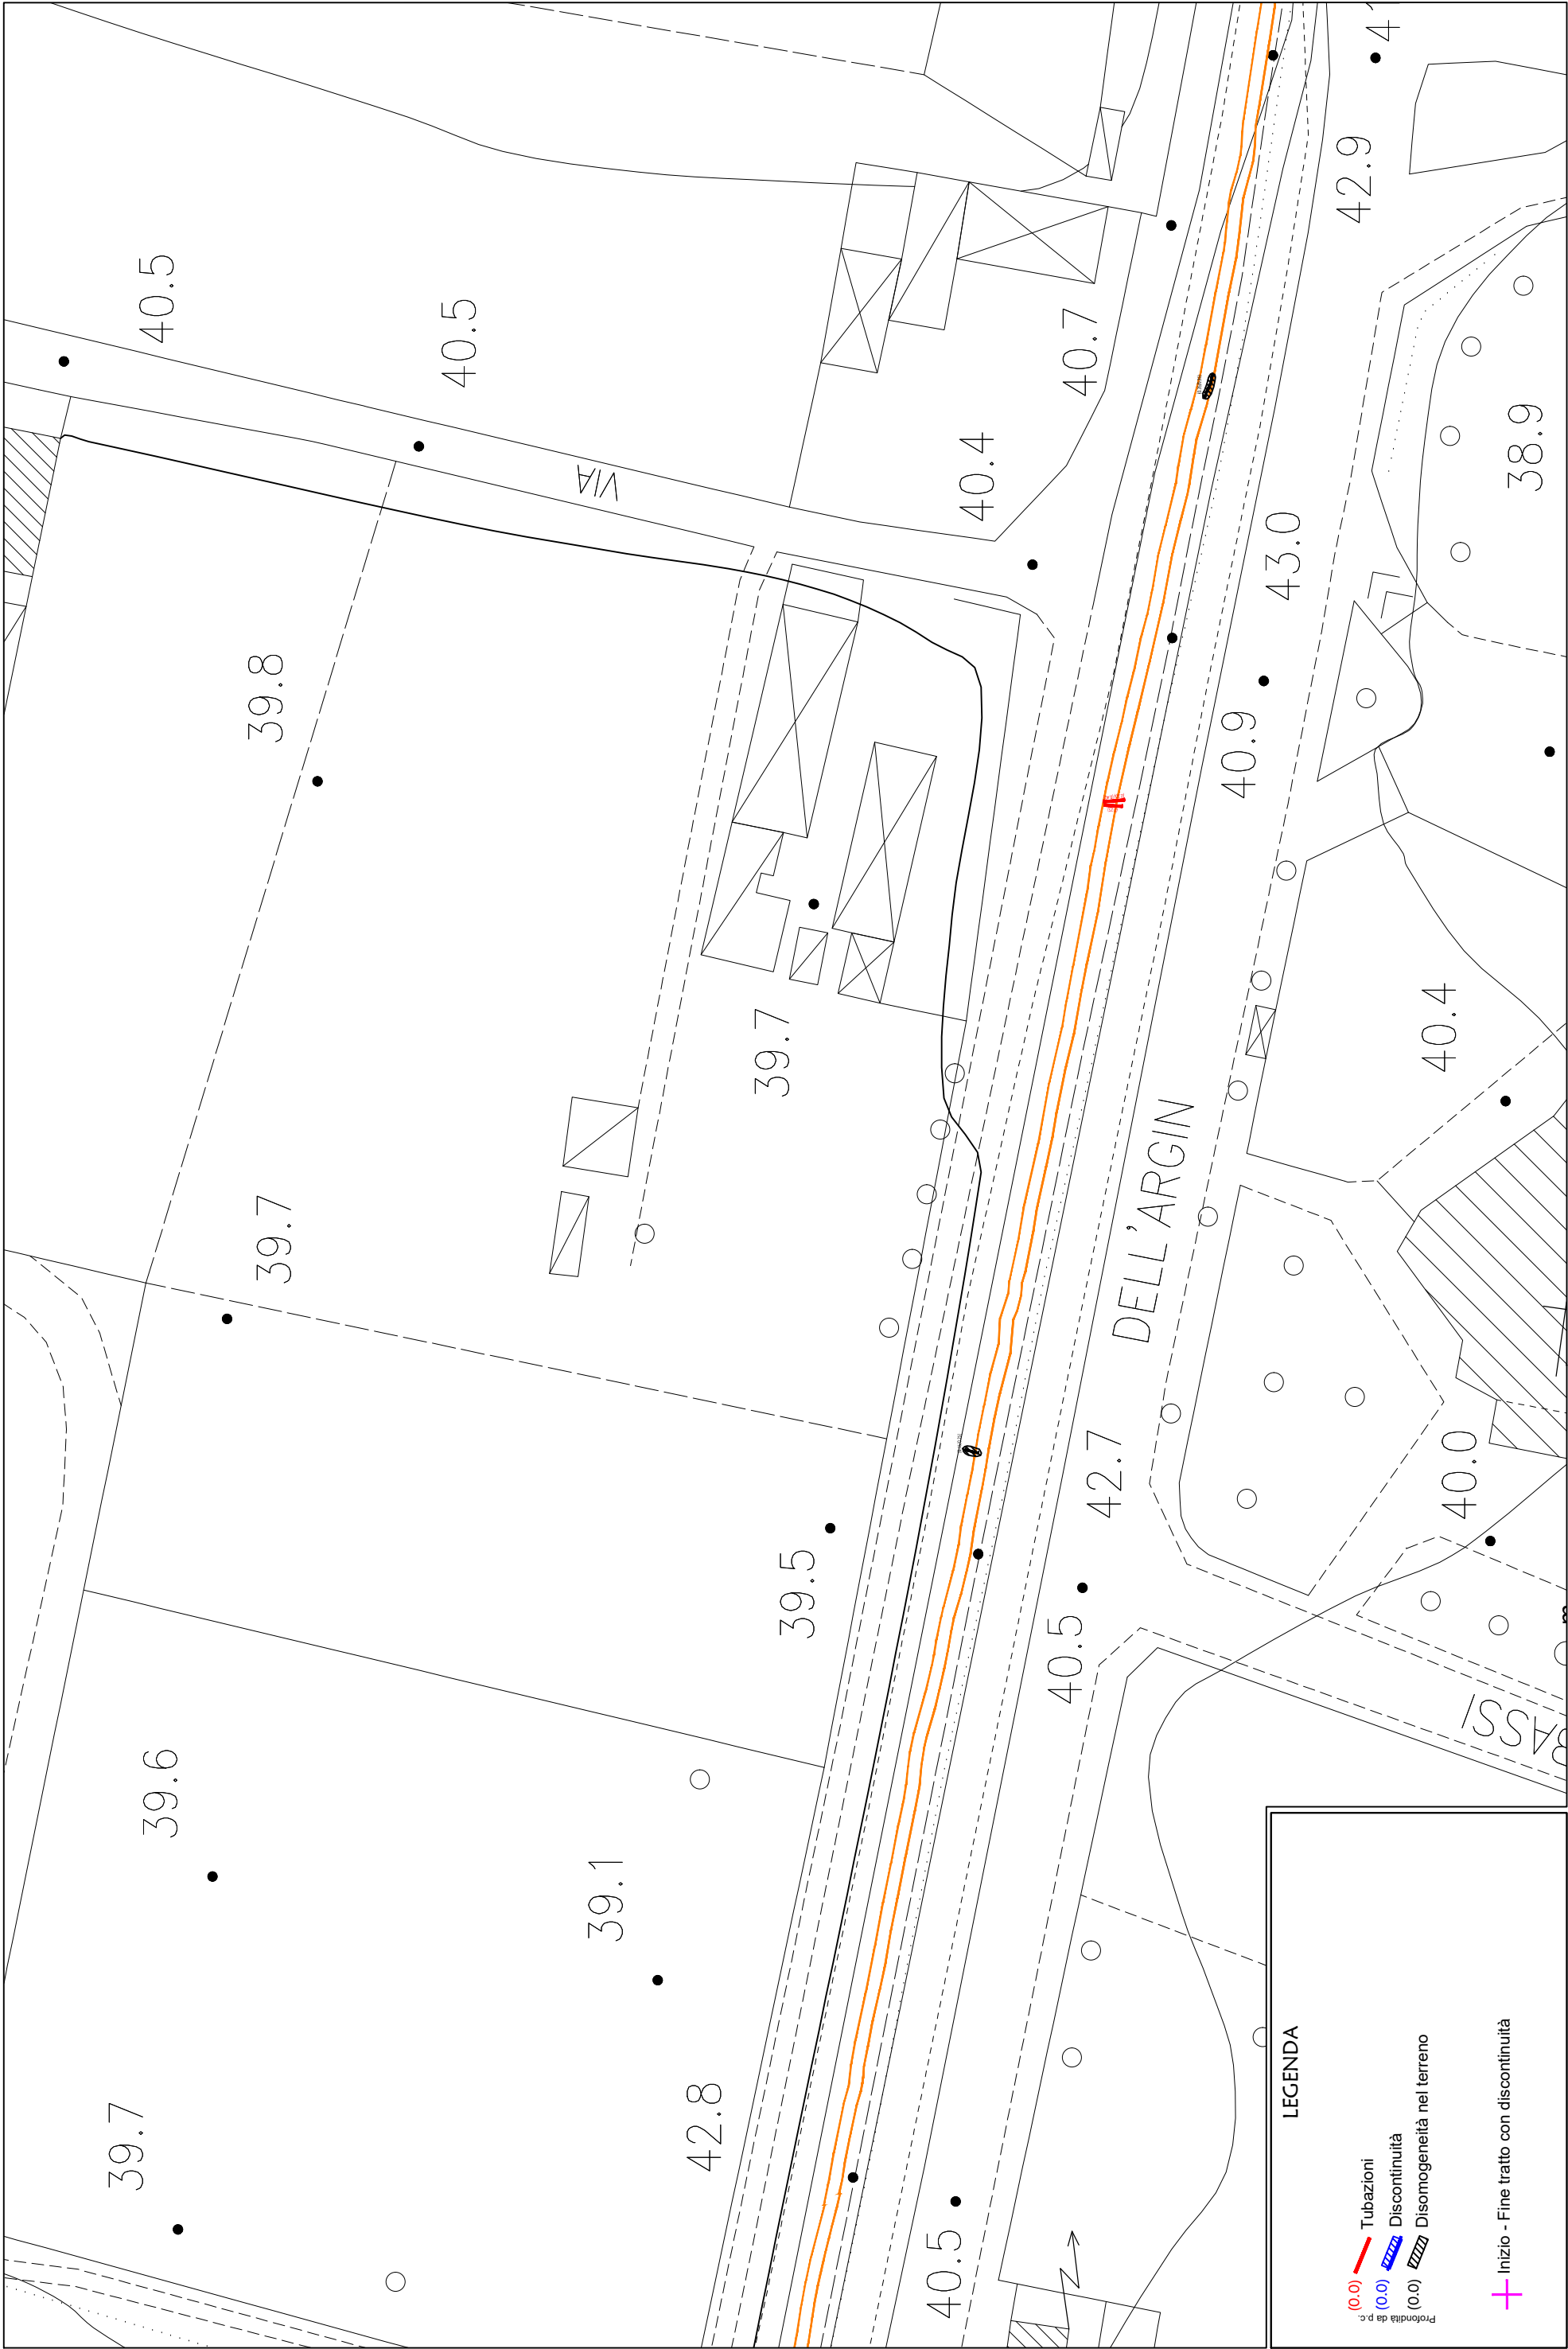 40.5
40.5
VIA
39.8
40.7
40.4
42.9
38.9
43.0
40.9
39.7
40.4
39.7
DELL'ARGIN
42.7
40.0
39.5
40.5
BASSI
39.6
39.1
39.7
42.8
40.5
LEGENDA
(0.0) Tubazioni
(0.0) Discontinuità
(0.0) Disomogeneità nel terreno
Profondità da p.c.
Inizio - Fine tratto con discontinuità